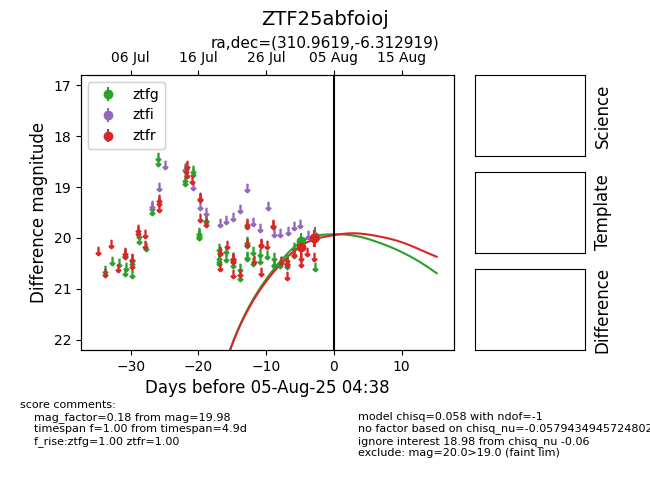 ZTF25abfoioj
ra,dec=(310.9619,-6.312919)
06 Jul 16 Jul 26 Jul 05 Aug 15 Aug
ztfg
ztfi
ztfr
17
18
19
20
21
22
Difference magnitude
−30 −20 −10 0 10
Days before 05-Aug-25 04:38
Science
Template
Difference
score comments:
mag_factor=0.18 from mag=19.98
timespan f=1.00 from timespan=4.9d
f_rise:ztfg=1.00 ztfr=1.00
model chisq=0.058 with ndof=-1
no factor based on chisq_nu=-0.0579434945724802
ignore interest 18.98 from chisq_nu -0.06
exclude: mag=20.0>19.0 (faint lim)